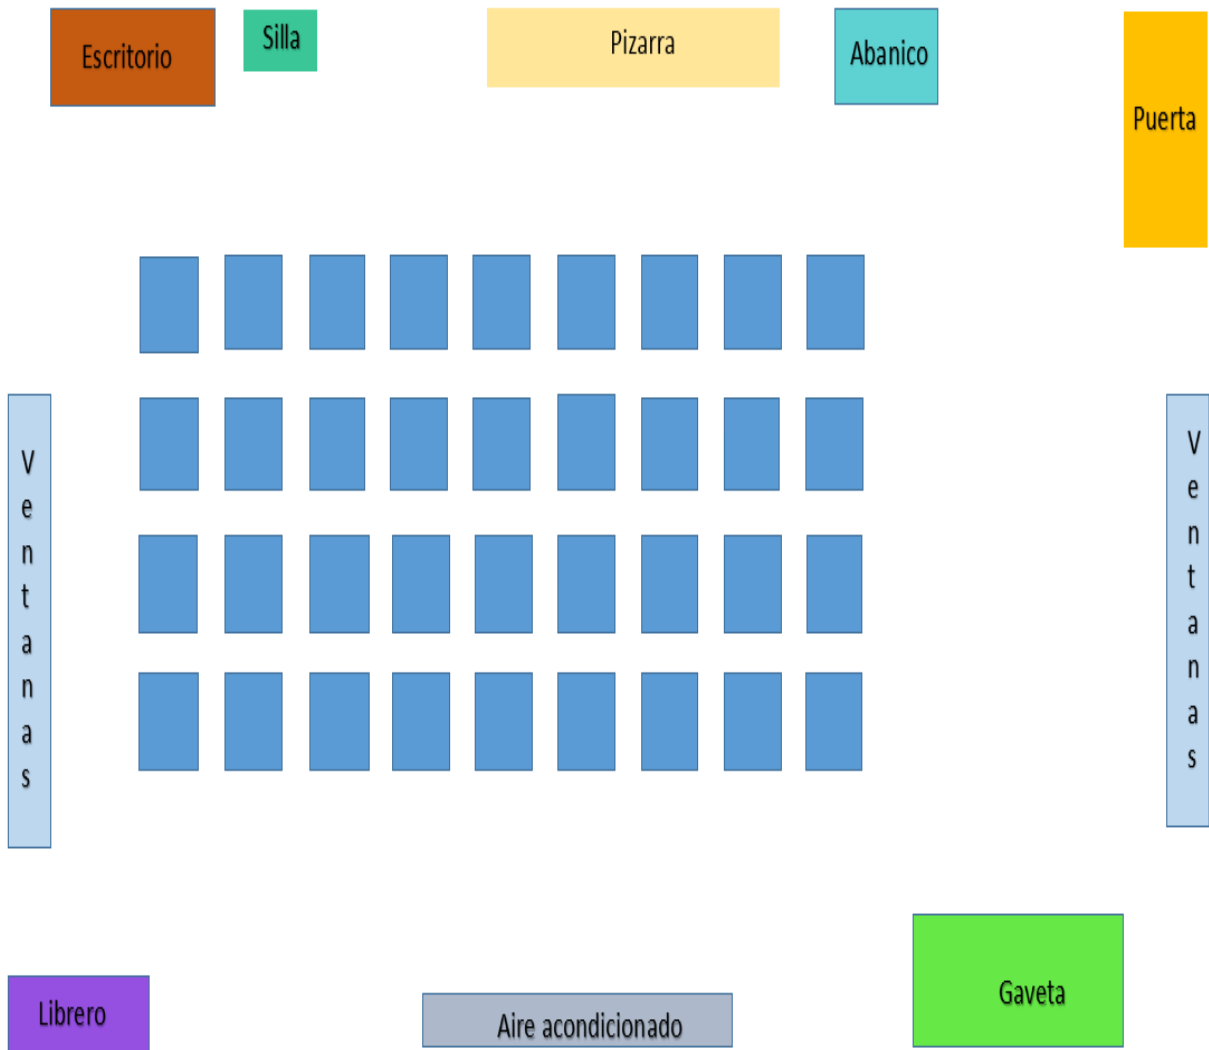 Escritorio
Silla
Pizarra
Abanico
Puerta
Ventanas
Ventanas
Librero
Aire acondicionado
Gaveta